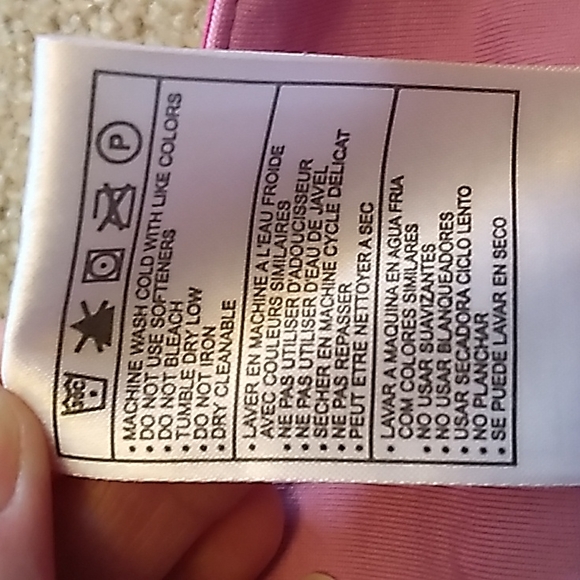 P
• MACHINE WASH COLD WITH LIKE COLORS
• DO NOT USE SOFTENERS
• DO NOT BLEACH
• TUMBLE DRY LOW
• DO NOT IRON
• DRY CLEANABLE
• LAVER EN MACHINE A L'EAU FROIDE
AVEC COULEURS SIMILAIRES
• NE PAS UTILISER D'ADOUCISSEUR
• NE PAS UTILISER D'EAU DE JAVEL
• SECHER EN MACHINE CYCLE DELICAT
• NE PAS REPASSER
• PEUT ETRE NETTOYER A SEC
• LAVAR A MAQUINA EN AGUA FRIA
COM COLORES SIMILARES
• NO USAR SUAVIZANTES
• NO USAR BLANQUEADORES
• USAR SECADORA CICLO LENTO
• NO PLANCHAR
• SE PUEDE LAVAR EN SECO